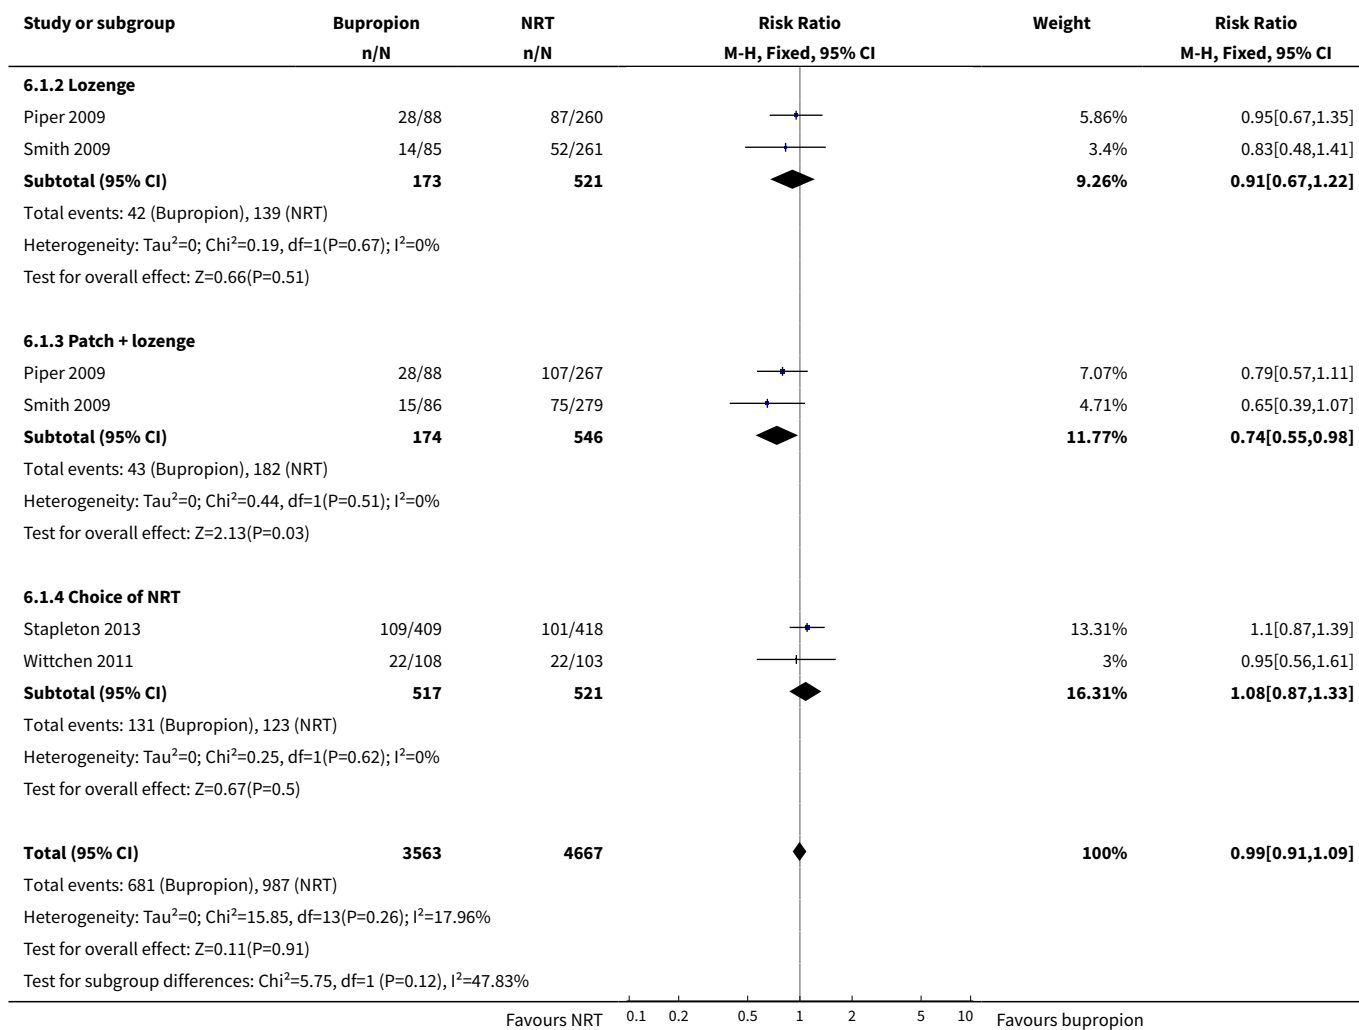 Study or subgroup Bupropion NRT Risk Ratio Weight Risk Ratio
n/N n/N M-H, Fixed, 95% CI M-H, Fixed, 95% CI
6.1.2 Lozenge
Piper 2009 28/88 87/260 5.86% 0.95[0.67,1.35]
Smith 2009 14/85 52/261 3.4% 0.83[0.48,1.41]
Subtotal (95% CI) 173 521 9.26% 0.91[0.67,1.22]
Total events: 42 (Bupropion), 139 (NRT)
Heterogeneity: Tau²=0; Chi²=0.19, df=1(P=0.67); I²=0%
Test for overall effect: Z=0.66(P=0.51)
6.1.3 Patch + lozenge
Piper 2009 28/88 107/267 7.07% 0.79[0.57,1.11]
Smith 2009 15/86 75/279 4.71% 0.65[0.39,1.07]
Subtotal (95% CI) 174 546 11.77% 0.74[0.55,0.98]
Total events: 43 (Bupropion), 182 (NRT)
Heterogeneity: Tau²=0; Chi²=0.44, df=1(P=0.51); I²=0%
Test for overall effect: Z=2.13(P=0.03)
6.1.4 Choice of NRT
Stapleton 2013 109/409 101/418 13.31% 1.1[0.87,1.39]
Wittchen 2011 22/108 22/103 3% 0.95[0.56,1.61]
Subtotal (95% CI) 517 521 16.31% 1.08[0.87,1.33]
Total events: 131 (Bupropion), 123 (NRT)
Heterogeneity: Tau²=0; Chi²=0.25, df=1(P=0.62); I²=0%
Test for overall effect: Z=0.67(P=0.5)
Total (95% CI) 3563 4667 100% 0.99[0.91,1.09]
Total events: 681 (Bupropion), 987 (NRT)
Heterogeneity: Tau²=0; Chi²=15.85, df=13(P=0.26); I²=17.96%
Test for overall effect: Z=0.11(P=0.91)
Test for subgroup differences: Chi²=5.75, df=1 (P=0.12), I²=47.83%
Favours NRT 0.1 0.2 0.5 1 2 5 10 Favours bupropion